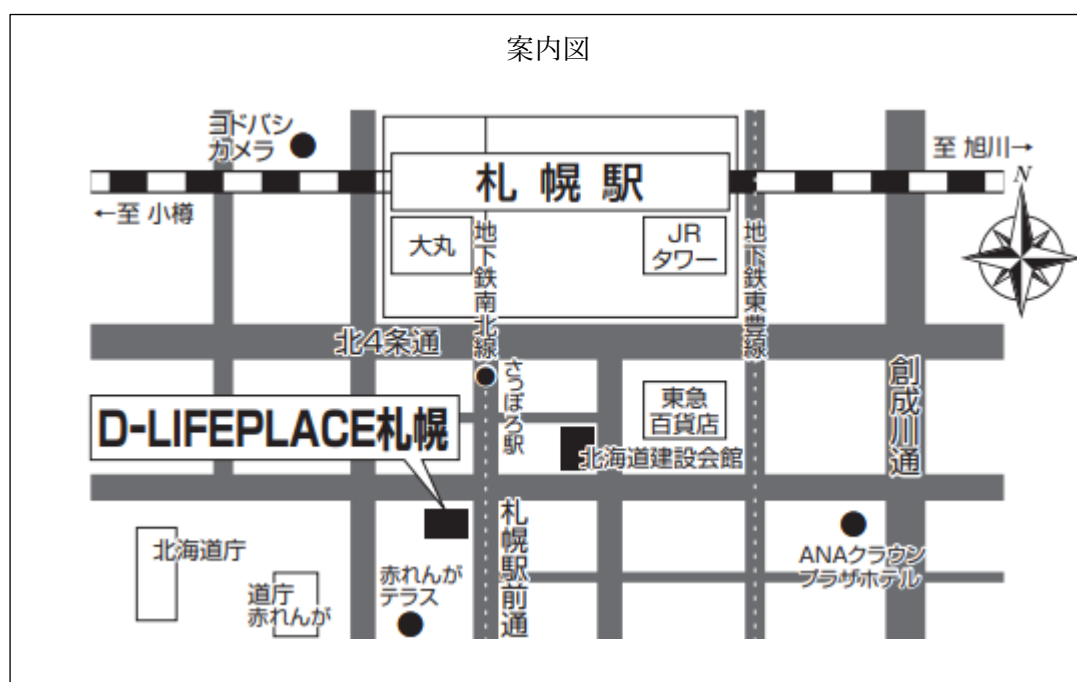 案内図
ヨドバシ
カメラ
至 旭川→
N
札幌駅
←至 小樽
大丸
地下鉄南北線
JR
タワー
地下鉄東豊線
北4条通
さっぽろ駅
東急
百貨店
創成川通
D-LIFEPLACE札幌
北海道建設会館
札幌駅前通
北海道庁
道庁
赤れんが
赤れんが
テラス
ANAクラウン
プラザホテル